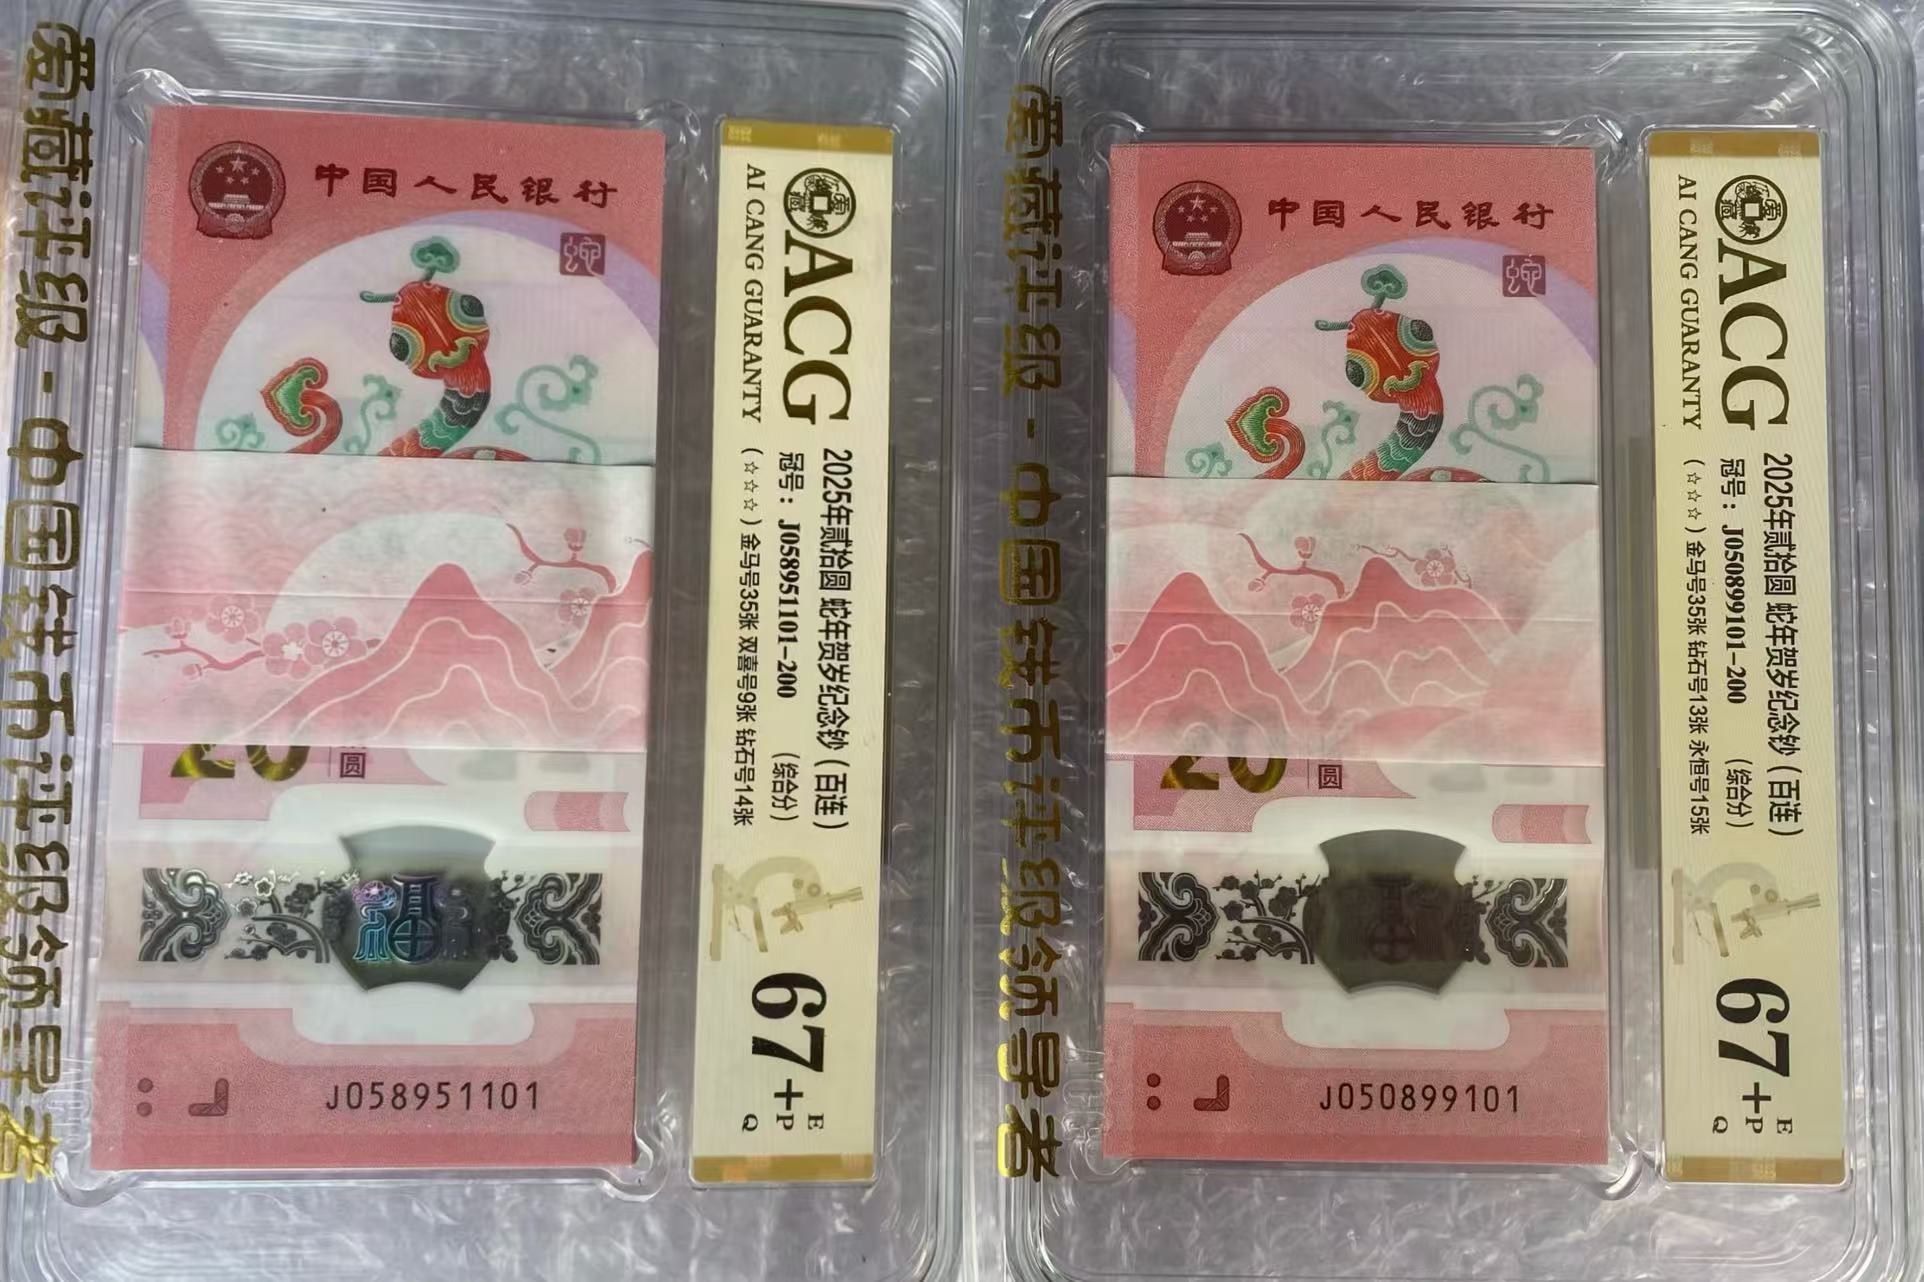 爱藏评级 - 中国钱币评级领导者
中国人民银行
蛇
20
圆
J058951101
ACG
AI CANG GUARANTY
2025年贰拾圆 蛇年贺岁纪念钞（百连）
冠号：J058951101-200 （综合分）
（☆☆☆）金马号35张 双喜号9张 钻石号14张
67+
E
P
Q
爱藏评级 - 中国钱币评级领导者
中国人民银行
蛇
20
圆
J050899101
ACG
AI CANG GUARANTY
2025年贰拾圆 蛇年贺岁纪念钞（百连）
冠号：J050899101-200 （综合分）
（☆☆☆）金马号35张 钻石号13张 永恒号15张
67+
E
P
Q